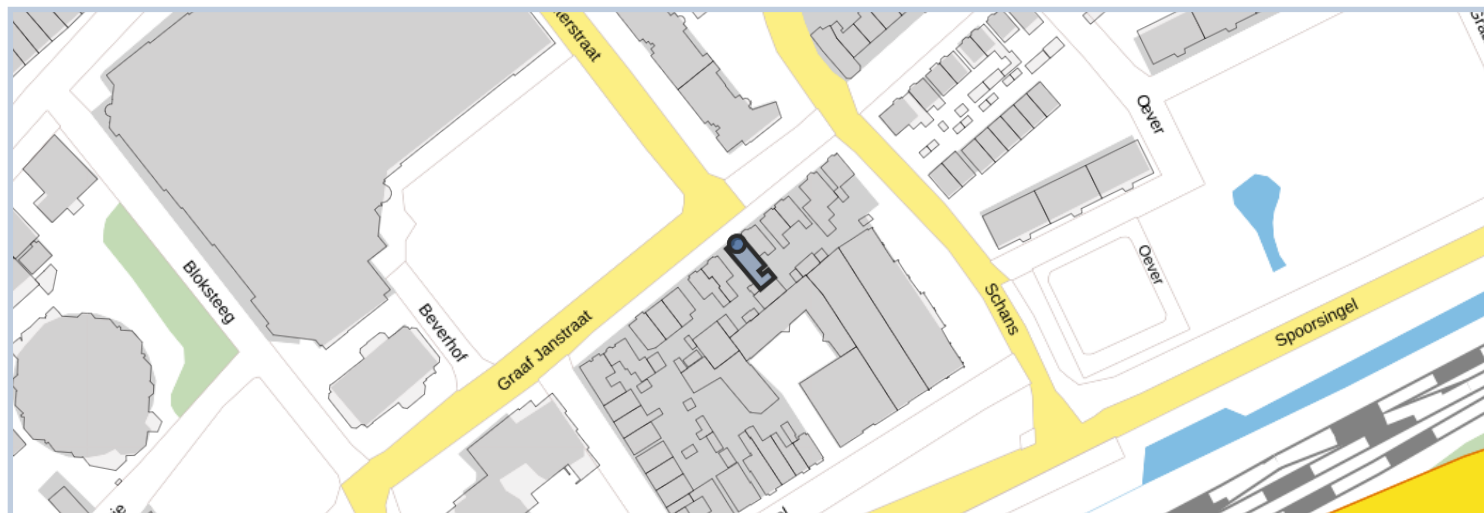 Oever
Bloksteeg
Beverhof
Graaf Janstraat
Schans
Oever
Spoorsingel